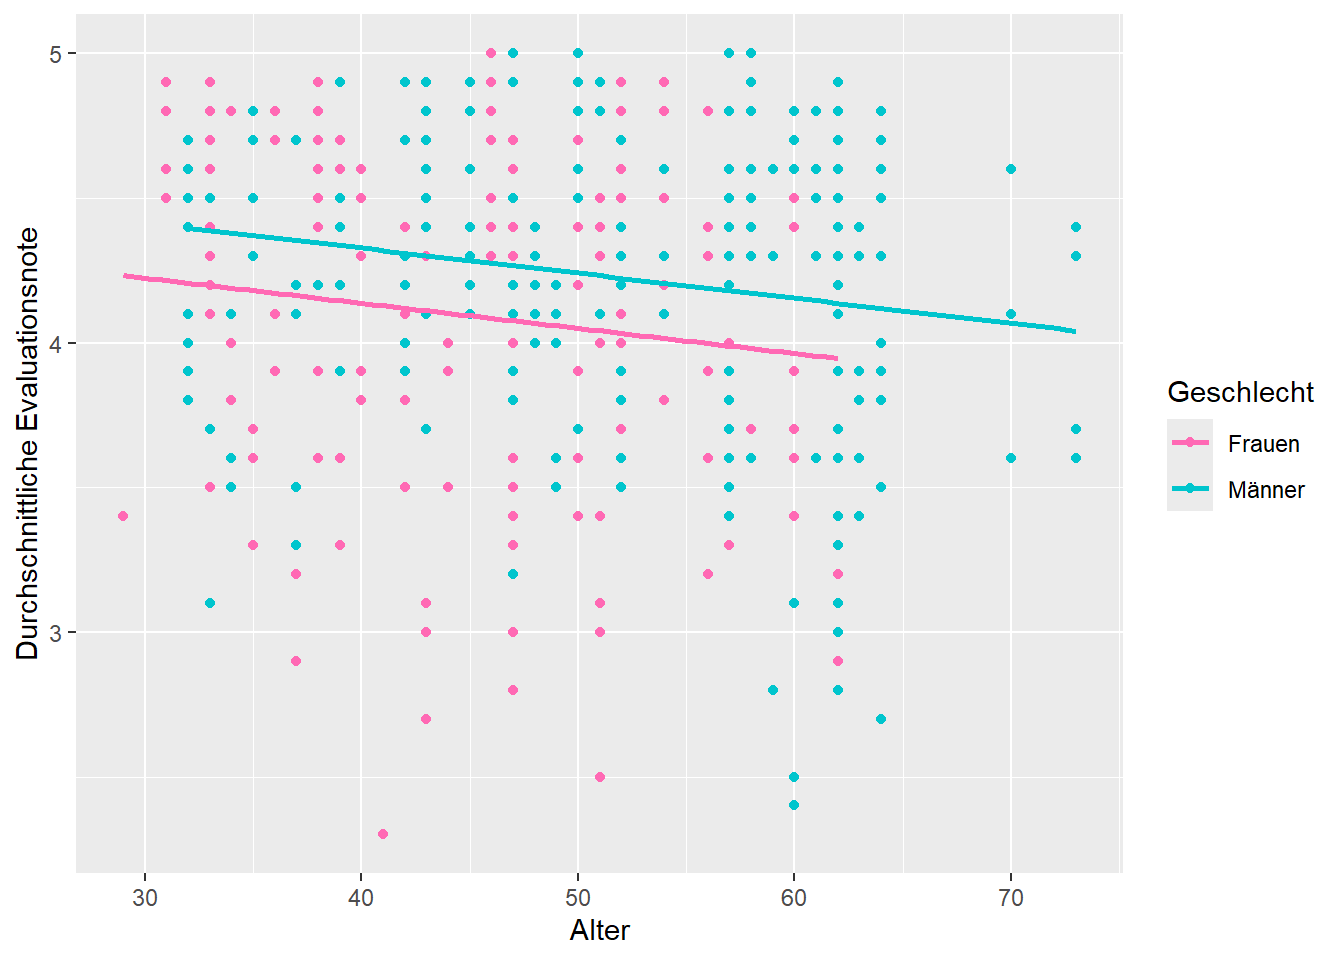 5
4
3
Durchschnittliche Evaluationsnote
30 40 50 60 70
Alter
Geschlecht
Frauen
Männer